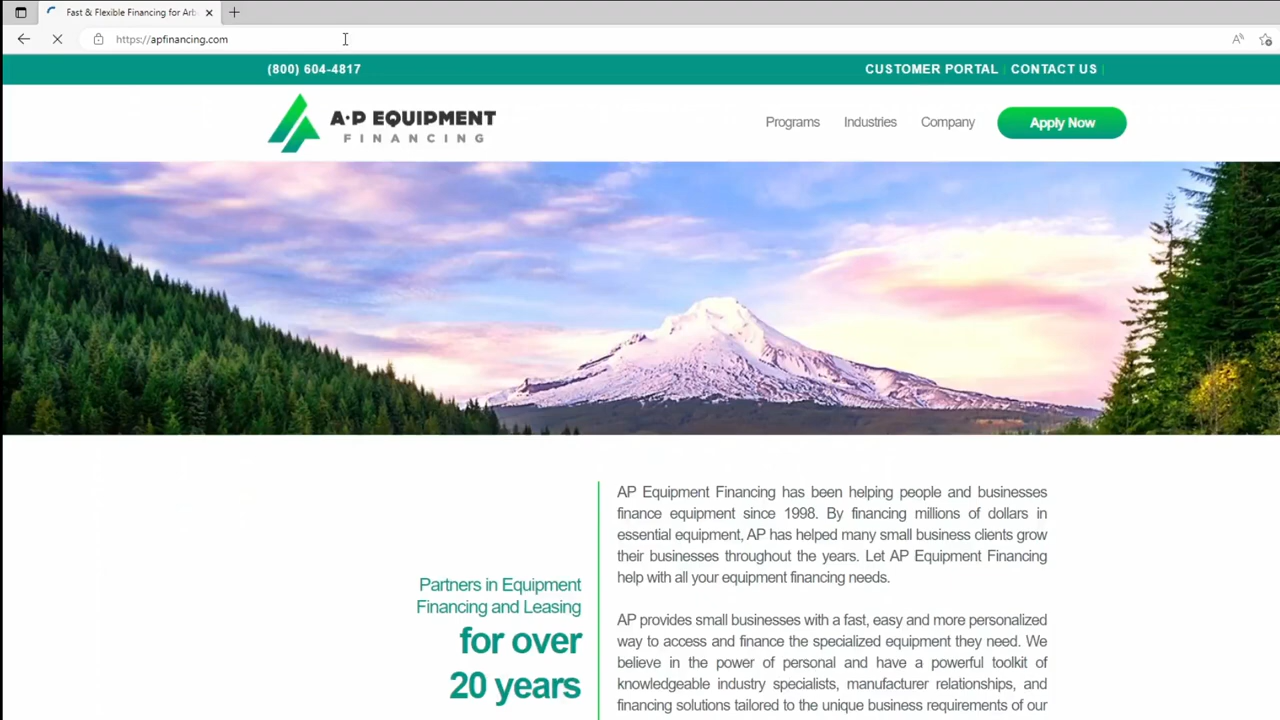 Fast & Flexible Financing for Arb
https://apfinancing.com
(800) 604-4817
CUSTOMER PORTAL | CONTACT US |
A·P EQUIPMENT
FINANCING
Programs
Industries
Company
Apply Now
AP Equipment Financing has been helping people and businesses
finance equipment since 1998. By financing millions of dollars in
essential equipment, AP has helped many small business clients grow
their businesses throughout the years. Let AP Equipment Financing
help with all your equipment financing needs.
Partners in Equipment
Financing and Leasing
for over
20 years
AP provides small businesses with a fast, easy and more personalized
way to access and finance the specialized equipment they need. We
believe in the power of personal and have a powerful toolkit of
knowledgeable industry specialists, manufacturer relationships, and
financing solutions tailored to the unique business requirements of our